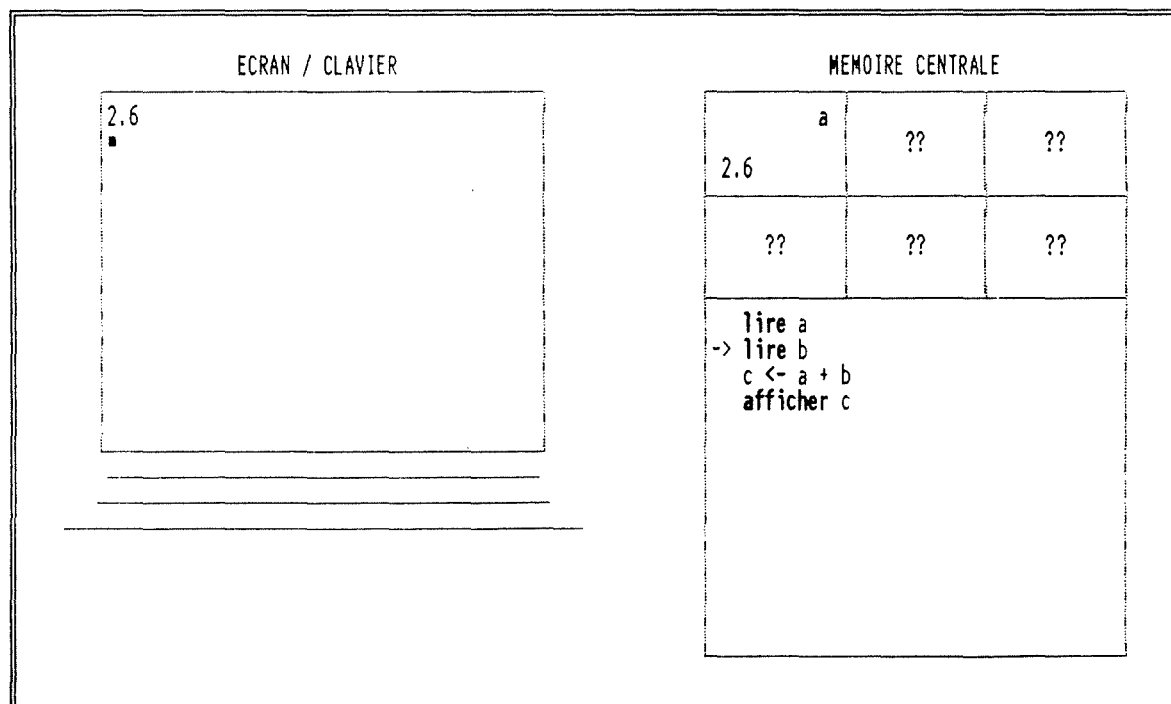 ECRAN / CLAVIER
2.6
MEMOIRE CENTRALE
a
2.6
??
??
??
??
??
lire a
-> lire b
c <- a + b
afficher c